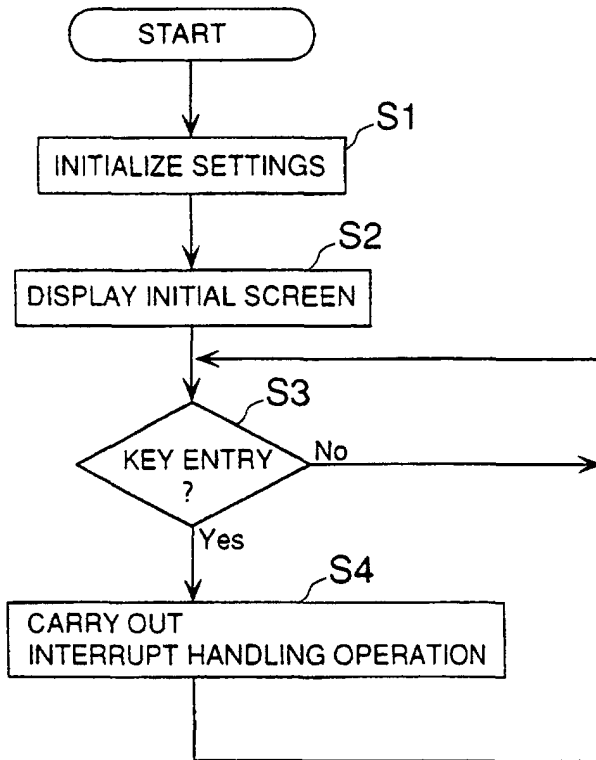 START
S1
INITIALIZE SETTINGS
S2
DISPLAY INITIAL SCREEN
S3
KEY ENTRY
?
No
Yes
S4
CARRY OUT
INTERRUPT HANDLING OPERATION